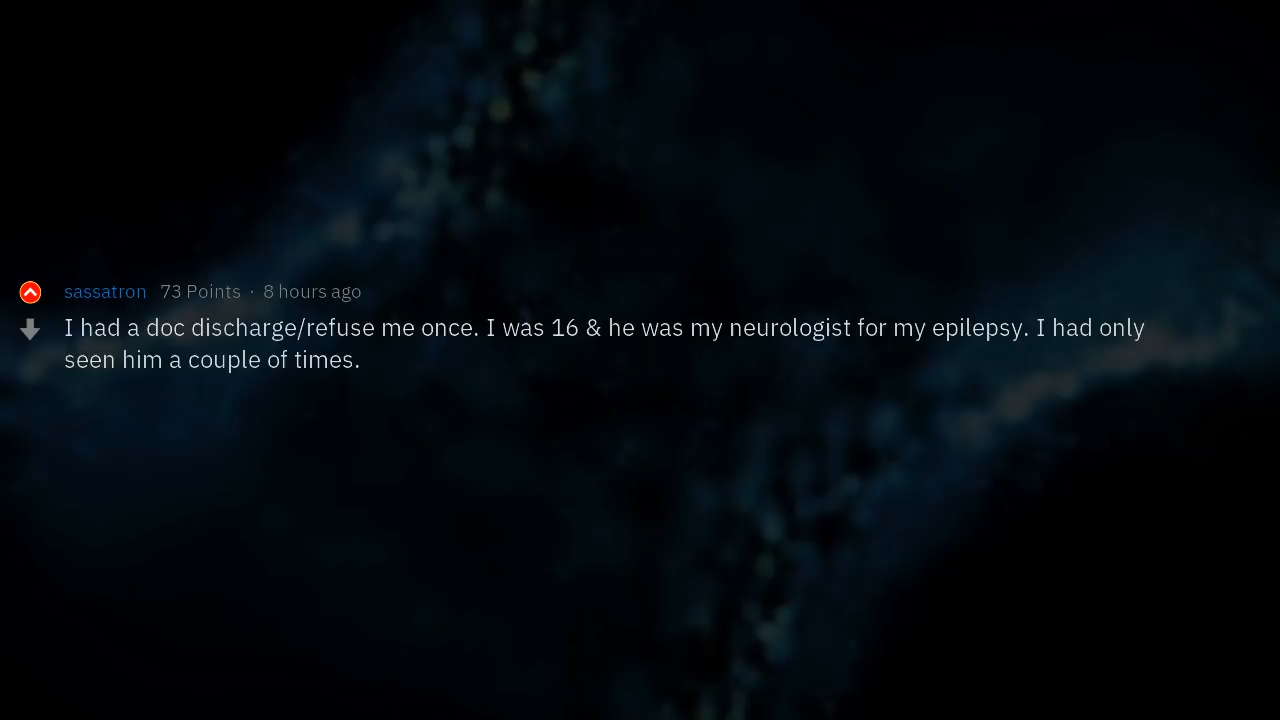 sassatron 73 Points · 8 hours ago
I had a doc discharge/refuse me once. I was 16 & he was my neurologist for my epilepsy. I had only
seen him a couple of times.